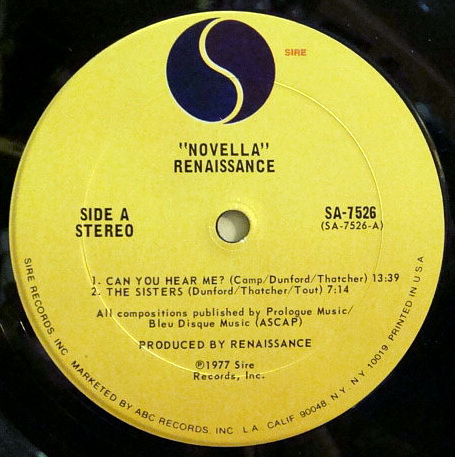 SIRE
"NOVELLA"
RENAISSANCE
SIDE A
STEREO
SA-7526
(SA-7526-A)
1. CAN YOU HEAR ME? (Camp/Dunford/Thatcher) 13:39
2. THE SISTERS (Dunford/Thatcher/Tout) 7:14
All compositions published by Prologue Music/
Bleu Disque Music (ASCAP)
PRODUCED BY RENAISSANCE
℗1977 Sire
Records, Inc.
SIRE RECORDS, INC. MARKETED BY ABC RECORDS, INC. L.A. CALIF. 90048, N.Y. N.Y. 10019. PRINTED IN U.S.A.